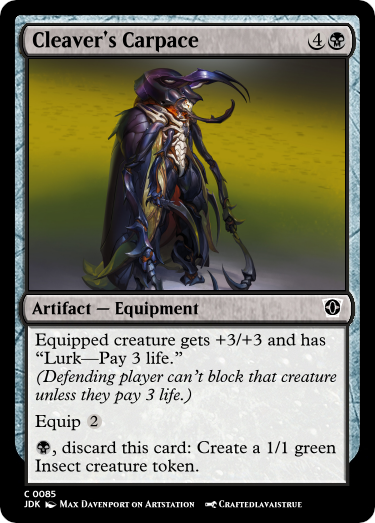 Cleaver's Carpace 4
Artifact — Equipment
Equipped creature gets +3/+3 and has
“Lurk—Pay 3 life.”
(Defending player can't block that creature
unless they pay 3 life.)
Equip 2
, discard this card: Create a 1/1 green
Insect creature token.
C 0085
JDK Max Davenport on Artstation Craftedlavaistrue